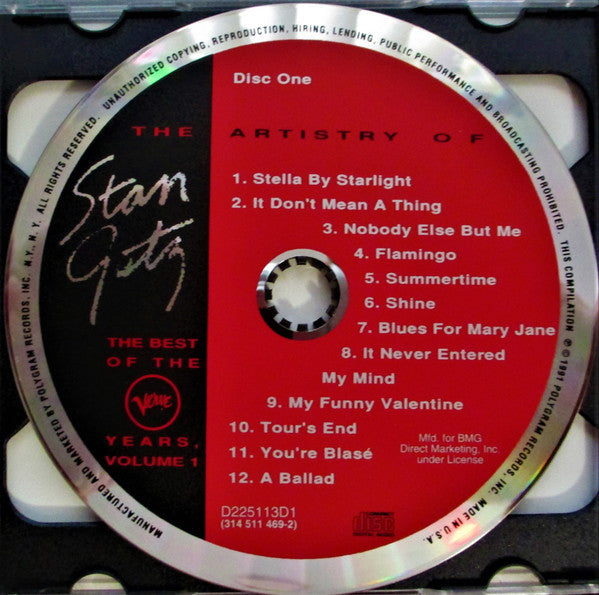 UNAUTHORIZED COPYING, REPRODUCTION, HIRING, LENDING, PUBLIC PERFORMANCE AND BROADCASTING PROHIBITED. THIS COMPILATION ℗ © 1991 POLYGRAM RECORDS, INC. MADE IN U.S.A.
MANUFACTURED AND MARKETED BY POLYGRAM RECORDS, INC. N.Y., N.Y. ALL RIGHTS RESERVED.
Disc One
THE ARTISTRY OF
Stan
Getz
THE BEST
OF THE
Verve
YEARS,
VOLUME 1
1. Stella By Starlight
2. It Don't Mean A Thing
3. Nobody Else But Me
4. Flamingo
5. Summertime
6. Shine
7. Blues For Mary Jane
8. It Never Entered
My Mind
9. My Funny Valentine
10. Tour's End
11. You're Blasé
12. A Ballad
Mfd. for BMG
Direct Marketing, Inc.
under License
D225113D1
(314 511 469-2)
COMPACT
disc
DIGITAL AUDIO